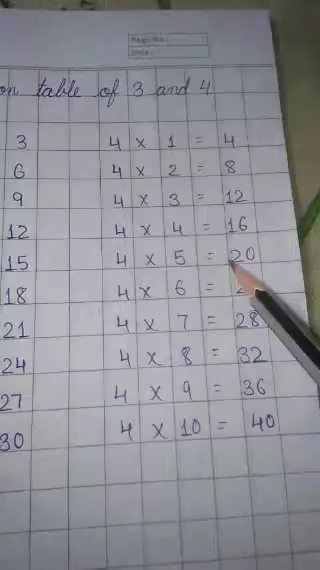 Page No.:
Date:
on table of 3 and 4
3 4 x 1 = 4
6 4 x 2 = 8
9 4 x 3 = 12
12 4 x 4 = 16
15 4 x 5 = 20
18 4 x 6 = 2
21 4 x 7 = 28
24 4 x 8 = 32
27 4 x 9 = 36
30 4 x 10 = 40